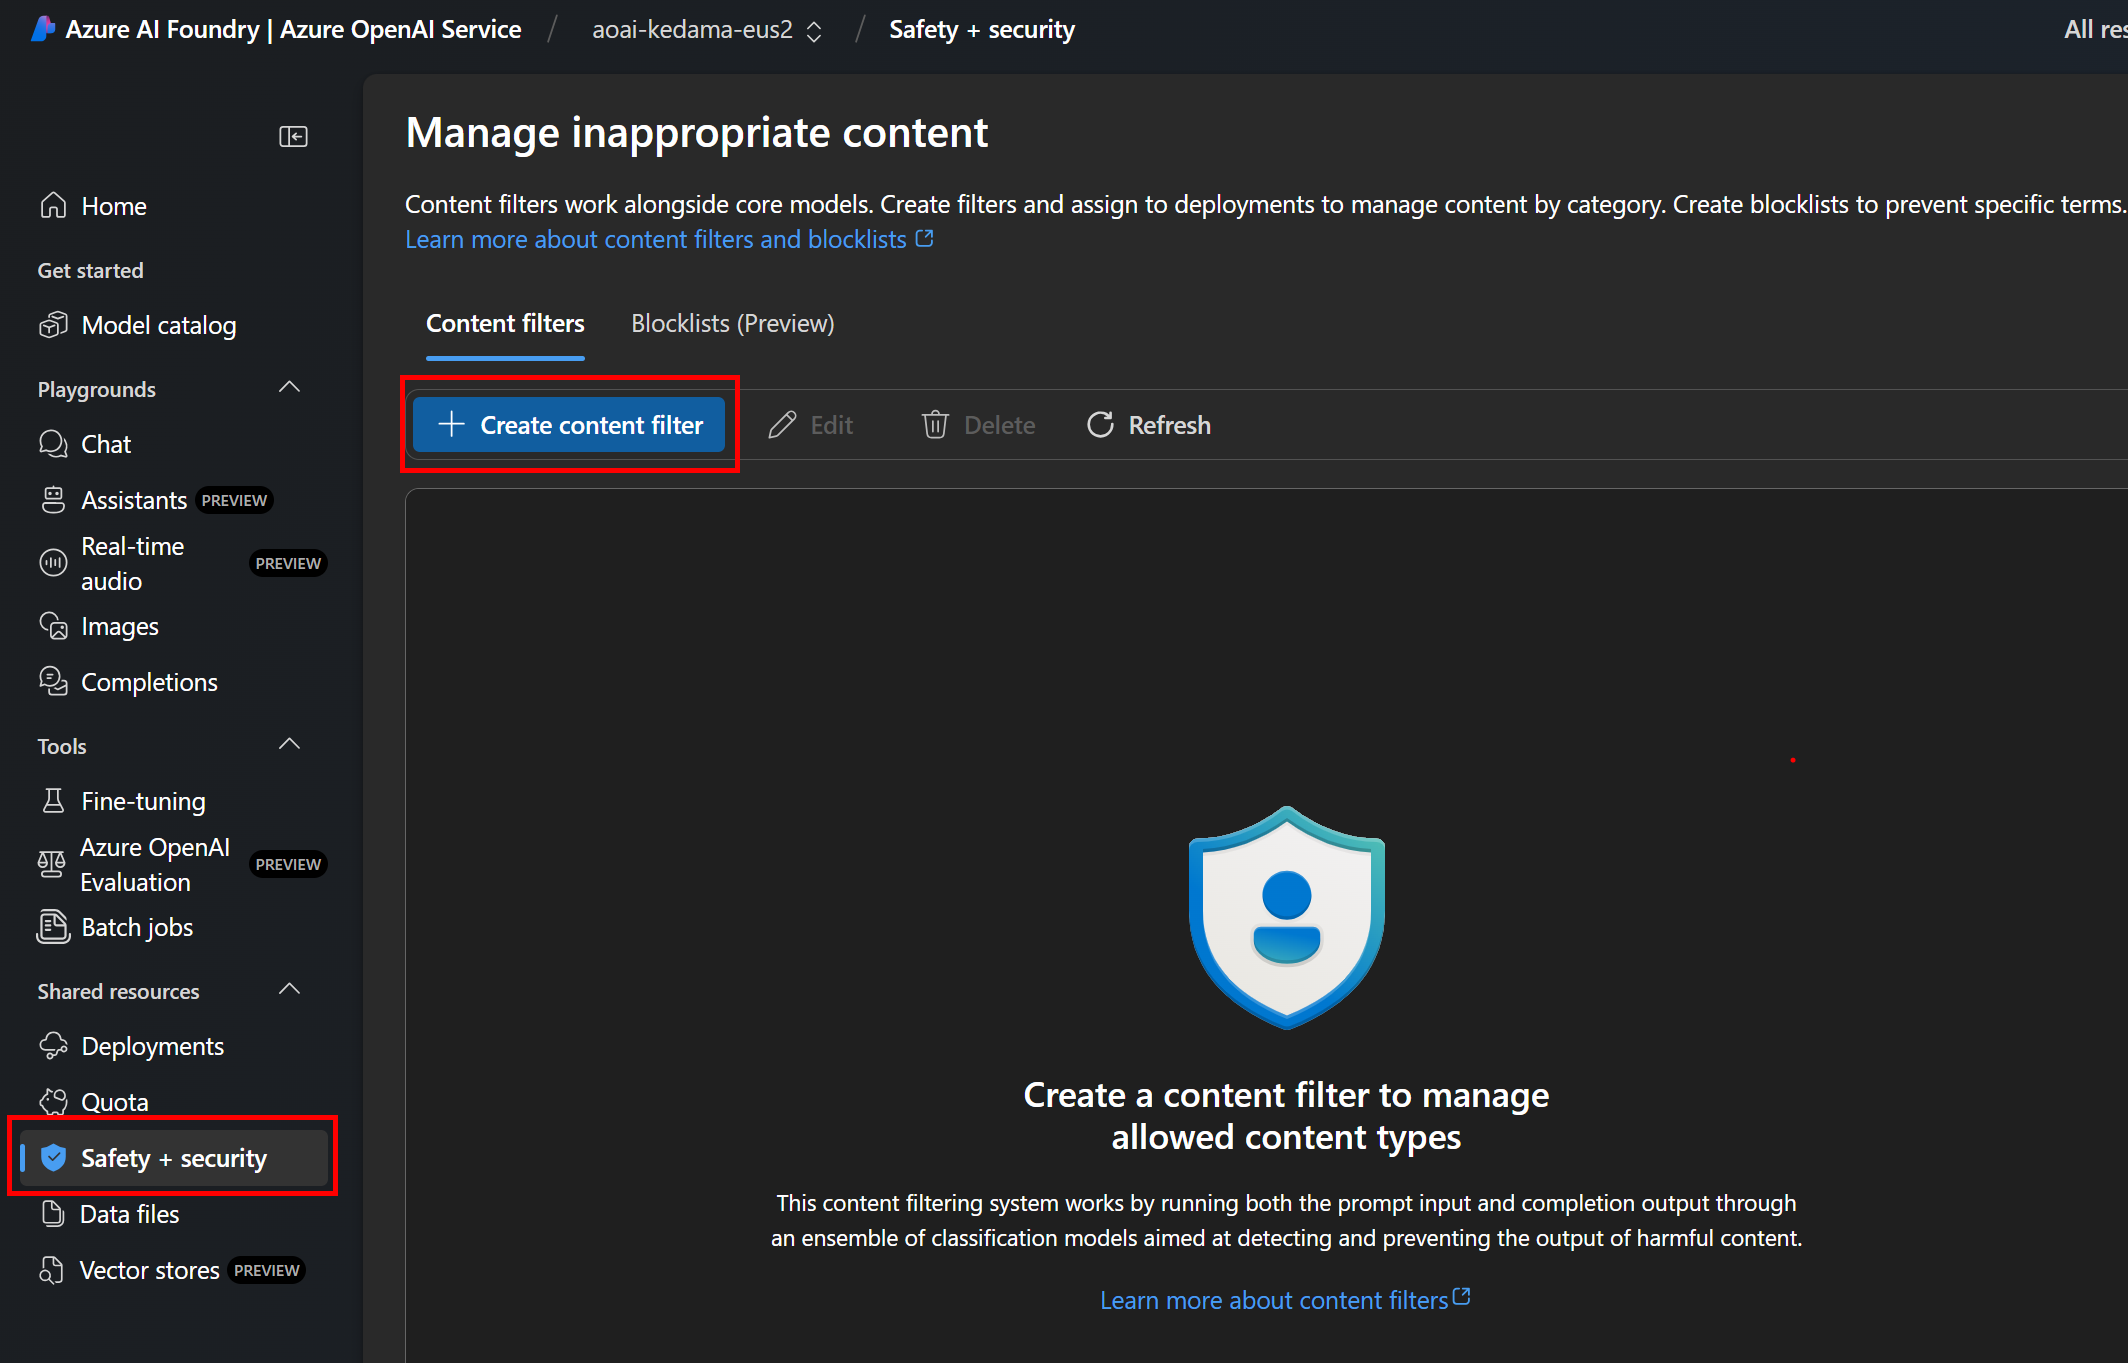 Azure AI Foundry | Azure OpenAI Service / aoai-kedama-eus2 / Safety + security
All res
Home
Get started
Model catalog
Playgrounds
Chat
Assistants PREVIEW
Real-time
audio
PREVIEW
Images
Completions
Tools
Fine-tuning
Azure OpenAI
Evaluation
PREVIEW
Batch jobs
Shared resources
Deployments
Quota
Safety + security
Data files
Vector stores PREVIEW
Manage inappropriate content
Content filters work alongside core models. Create filters and assign to deployments to manage content by category. Create blocklists to prevent specific terms.
Learn more about content filters and blocklists
Content filters Blocklists (Preview)
Create content filter Edit Delete Refresh
Create a content filter to manage
allowed content types
This content filtering system works by running both the prompt input and completion output through
an ensemble of classification models aimed at detecting and preventing the output of harmful content.
Learn more about content filters